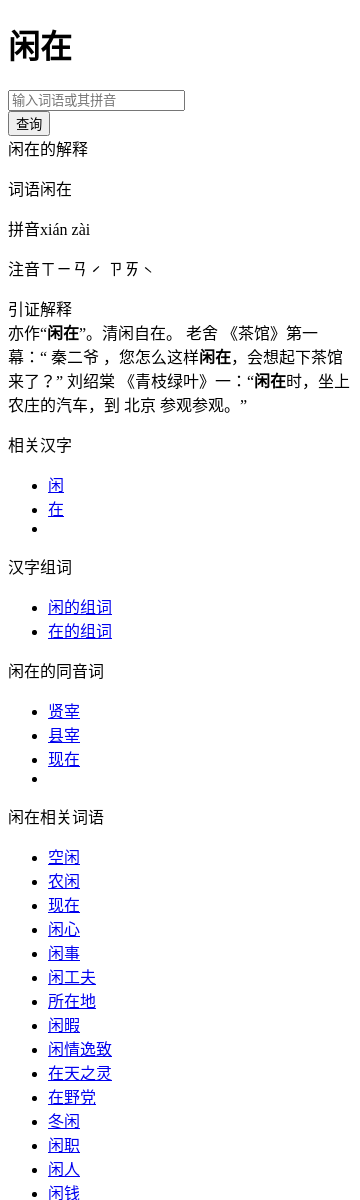 闲在
输入词语或其拼音
查询
闲在的解释
词语闲在
拼音xián zài
注音ㄒㄧㄢˊ ㄗㄞˋ
引证解释
亦作“闲在”。清闲自在。 老舍 《茶馆》第一
幕：“ 秦二爷 ，您怎么这样闲在，会想起下茶馆
来了？” 刘绍棠 《青枝绿叶》一：“闲在时，坐上
农庄的汽车，到 北京 参观参观。”
相关汉字
闲
在
汉字组词
闲的组词
在的组词
闲在的同音词
贤宰
县宰
现在
闲在相关词语
空闲
农闲
现在
闲心
闲事
闲工夫
所在地
闲暇
闲情逸致
在天之灵
在野党
冬闲
闲职
闲人
闲钱